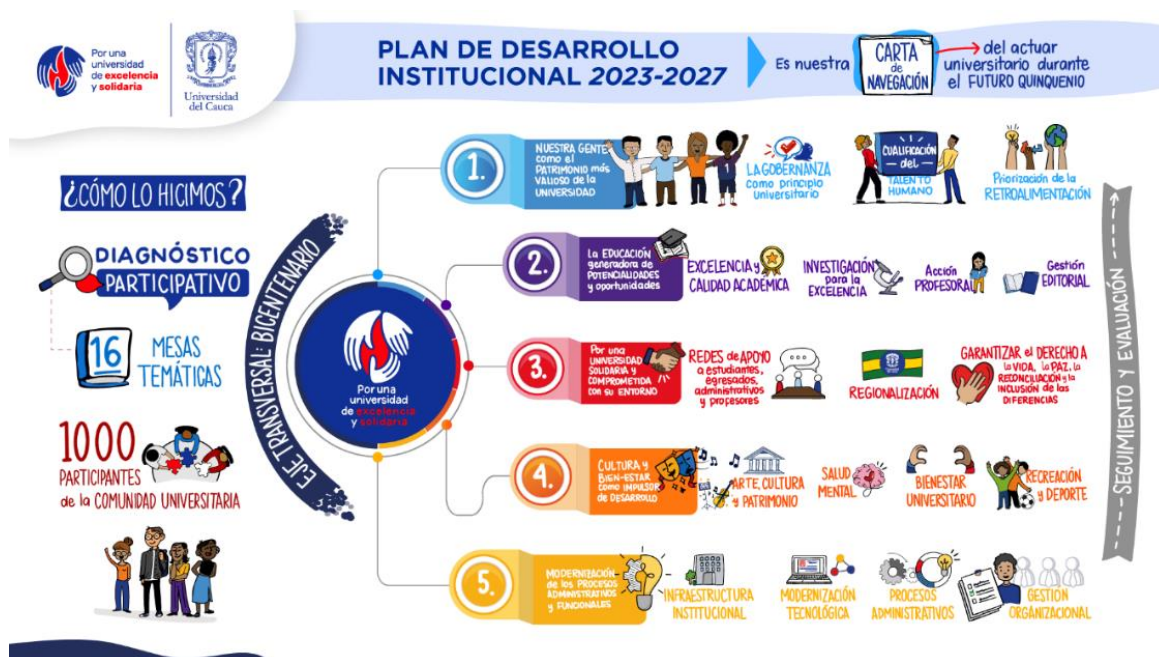 Por una
universidad
de excelencia
y solidaria
Universidad
del Cauca
PLAN DE DESARROLLO
INSTITUCIONAL 2023-2027
Es nuestra
CARTA
de
NAVEGACIÓN
del actuar
universitario durante
el FUTURO QUINQUENIO
¿CÓMO LO HICIMOS?
DIAGNÓSTICO
PARTICIPATIVO
16
MESAS
TEMÁTICAS
1000
PARTICIPANTES
de la COMUNIDAD UNIVERSITARIA
EJE TRANSVERSAL: BICENTENARIO
Por una
universidad
de excelencia
y solidaria
1.
NUESTRA GENTE
como el
PATRIMONIO más
VALIOSO de la
UNIVERSIDAD
LA GOBERNANZA
como principio
universitario
CUALIFICACIÓN
del
TALENTO
HUMANO
Priorización de la
RETROALIMENTACIÓN
2.
La EDUCACIÓN
generadora de
POTENCIALIDADES
y oportunidades
EXCELENCIA y
CALIDAD ACADÉMICA
INVESTIGACIÓN
para la
EXCELENCIA
Acción
PROFESORAL
Gestión
EDITORIAL
3.
Por una
UNIVERSIDAD
SOLIDARIA y
COMPROMETIDA
CON SU ENTORNO
REDES de APOYO
a estudiantes,
egresados,
administrativos
y profesores
REGIONALIZACIÓN
GARANTIZAR el DERECHO A
la VIDA, la PAZ, la
RECONCILIACIÓN y la
INCLUSIÓN de las
DIFERENCIAS
4.
CULTURA y
BIEN-ESTAR
como IMPULSOR
de DESARROLLO
ARTE, CULTURA
y PATRIMONIO
SALUD
MENTAL
BIENESTAR
UNIVERSITARIO
RECREACIÓN
y DEPORTE
5.
MODERNIZACIÓN
de los PROCESOS
ADMINISTRATIVOS
y FUNCIONALES
INFRAESTRUCTURA
INSTITUCIONAL
MODERNIZACIÓN
TECNOLÓGICA
PROCESOS
ADMINISTRATIVOS
GESTIÓN
ORGANIZACIONAL
SEGUIMIENTO Y EVALUACIÓN